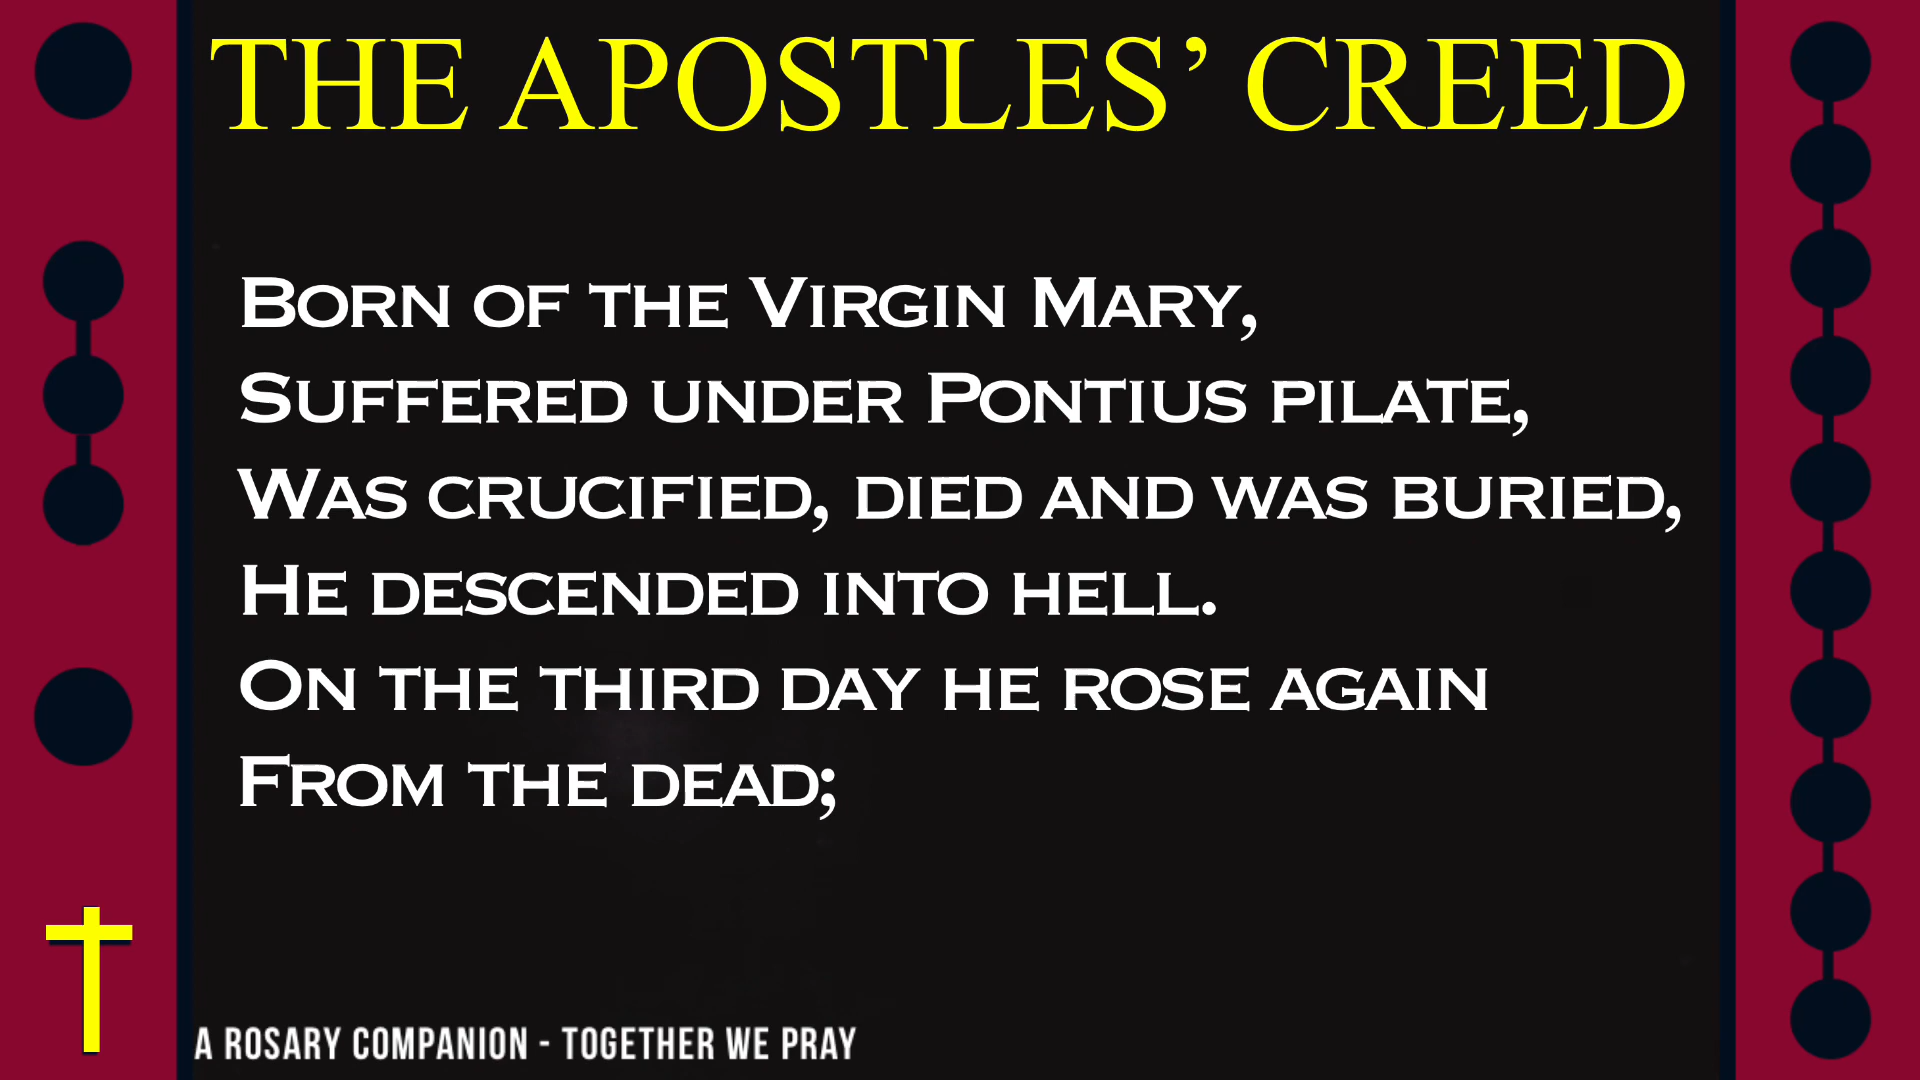 THE APOSTLES’ CREED
Born of the Virgin Mary,
Suffered under Pontius pilate,
Was crucified, died and was buried,
He descended into hell.
On the third day he rose again
From the dead;
A ROSARY COMPANION - TOGETHER WE PRAY